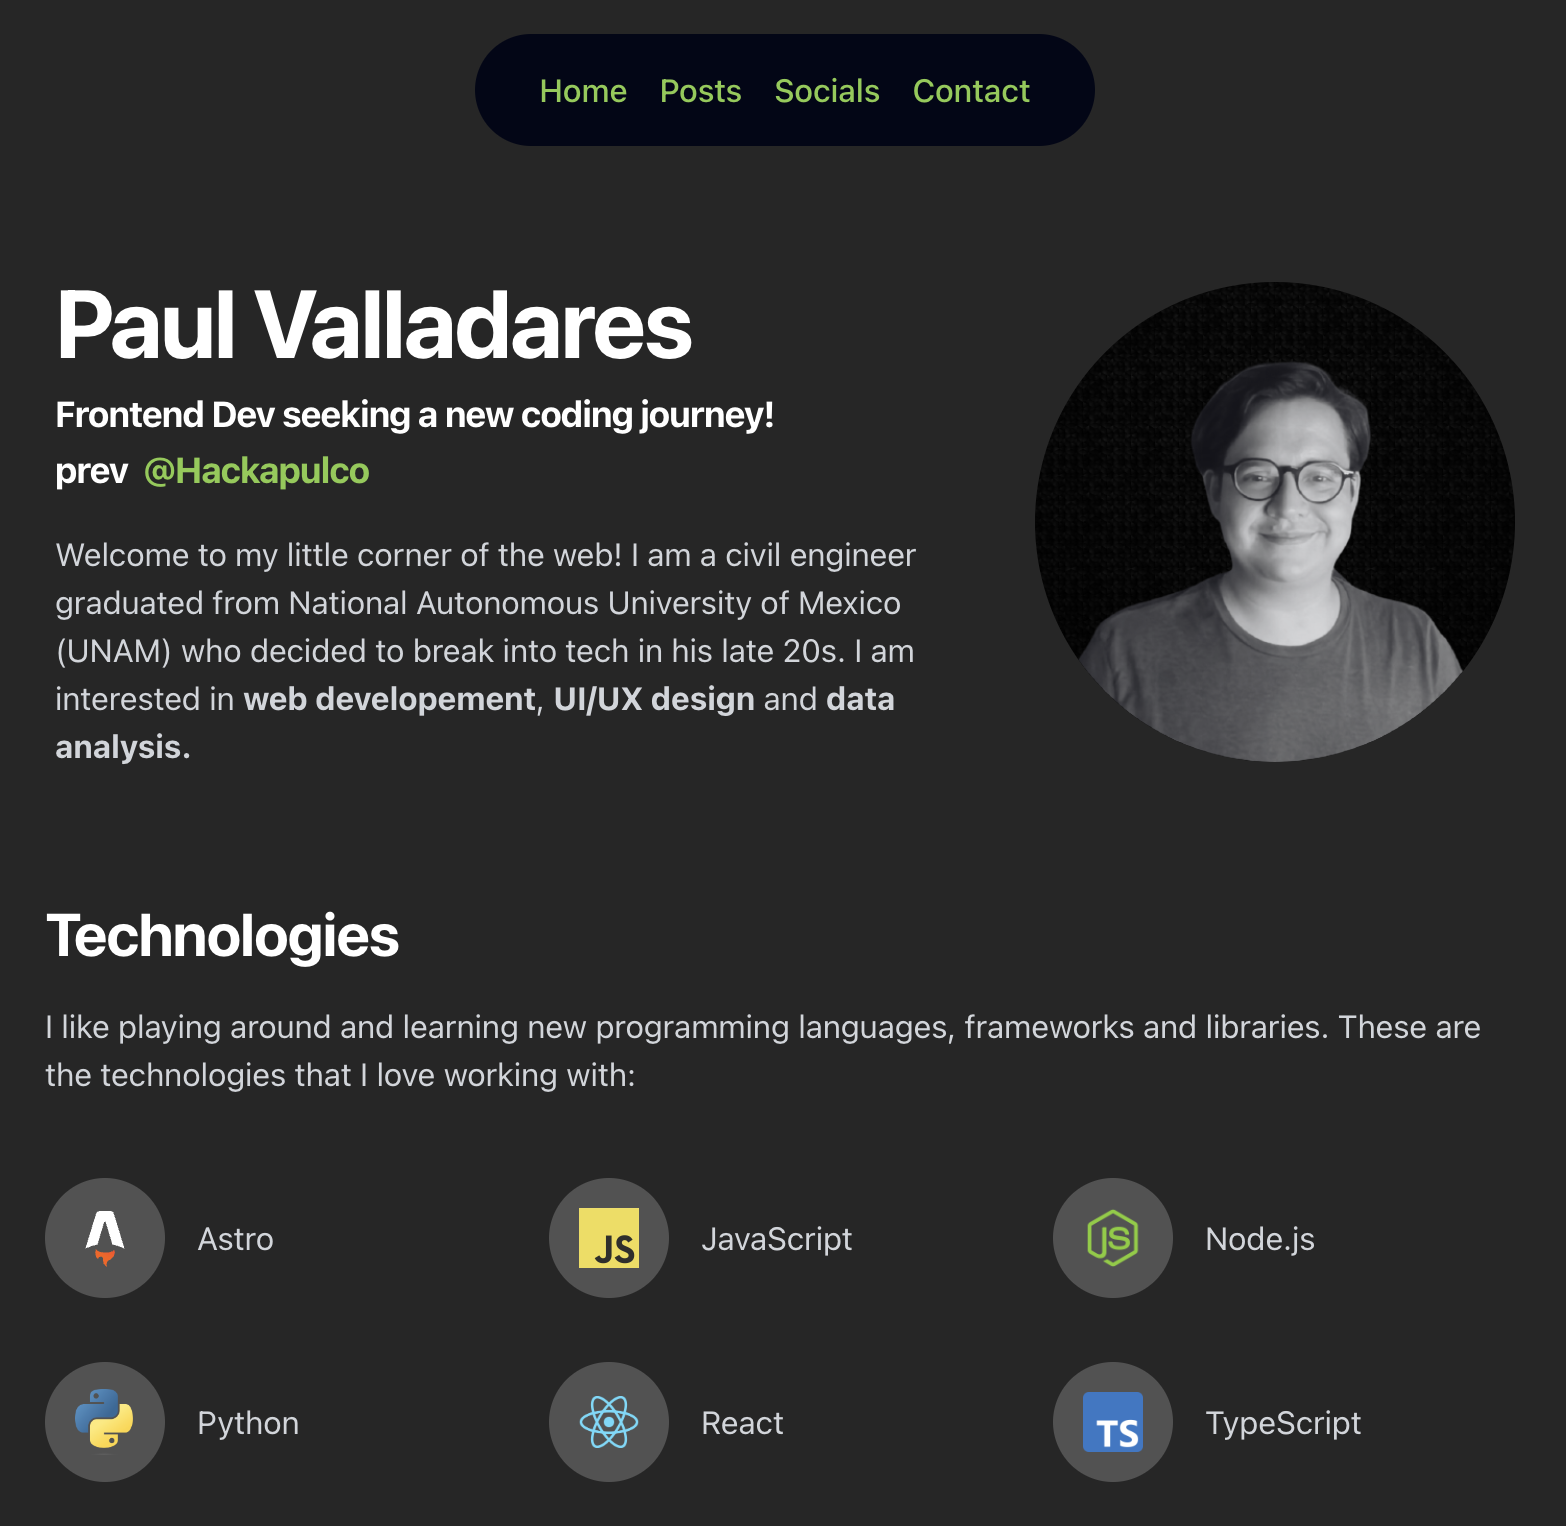 Home Posts Socials Contact
Paul Valladares
Frontend Dev seeking a new coding journey!
prev @Hackapulco
Welcome to my little corner of the web! I am a civil engineer
graduated from National Autonomous University of Mexico
(UNAM) who decided to break into tech in his late 20s. I am
interested in web developement, UI/UX design and data
analysis.
Technologies
I like playing around and learning new programming languages, frameworks and libraries. These are
the technologies that I love working with:
Astro
JS JavaScript
JS Node.js
Python
React
TS TypeScript